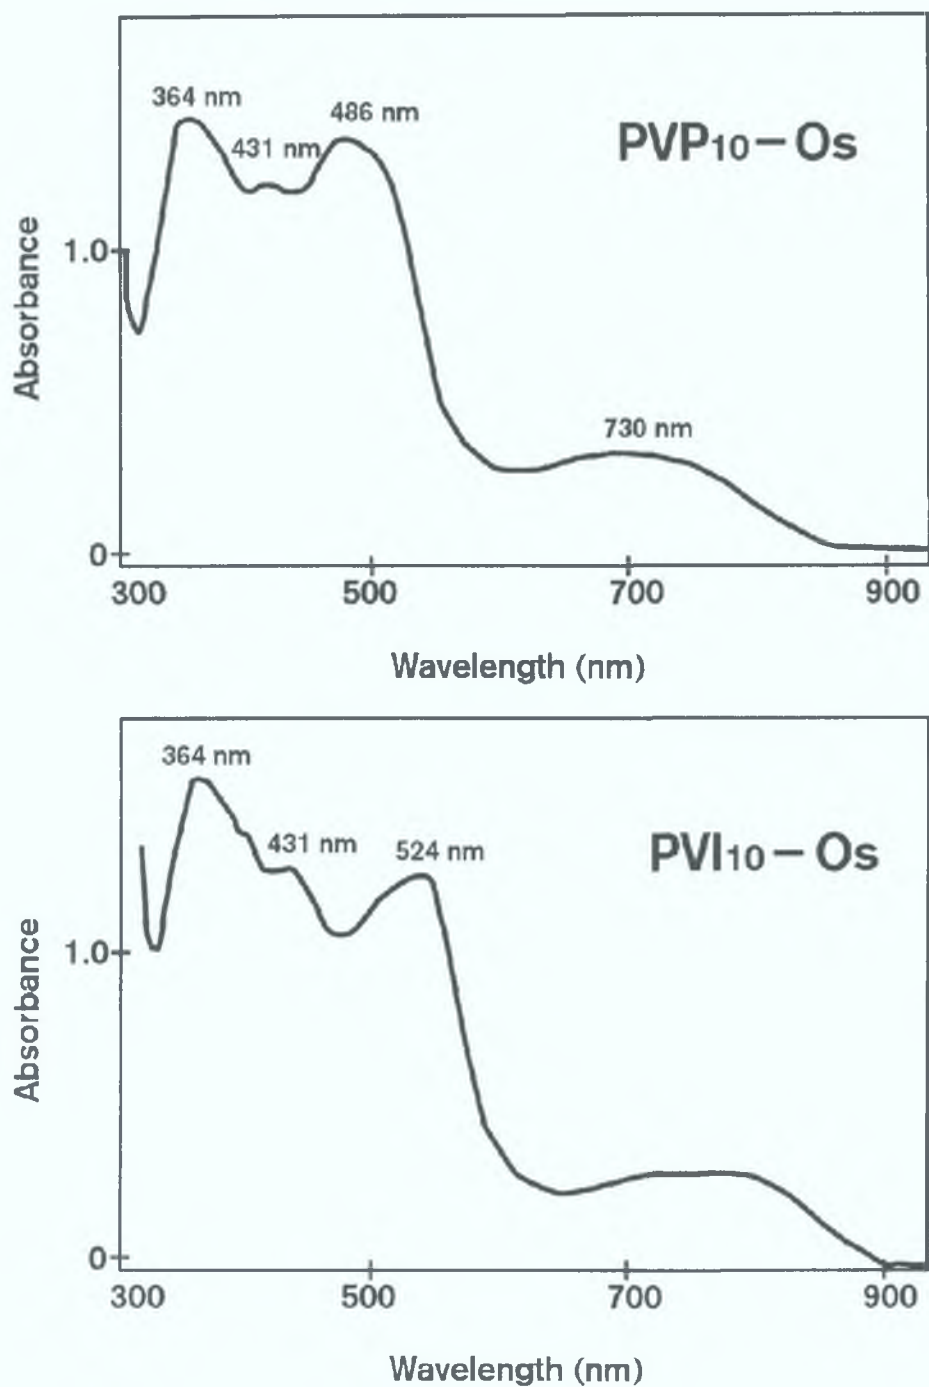 364 nm
486 nm
431 nm
PVP10 – Os
Absorbance
1.0
730 nm
0
300 500 700 900
Wavelength (nm)
364 nm
431 nm
524 nm
PVI10 – Os
Absorbance
1.0
0
300 500 700 900
Wavelength (nm)